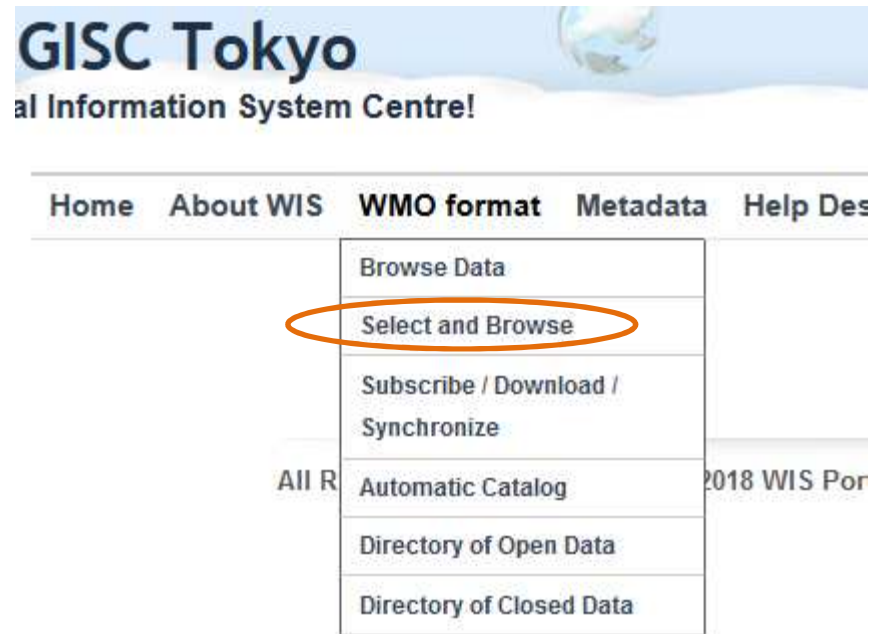 GISC Tokyo
al Information System Centre!
Home About WIS WMO format Metadata Help Des
Browse Data
Select and Browse
Subscribe / Download /
Synchronize
All R 2018 WIS Por
Automatic Catalog
Directory of Open Data
Directory of Closed Data